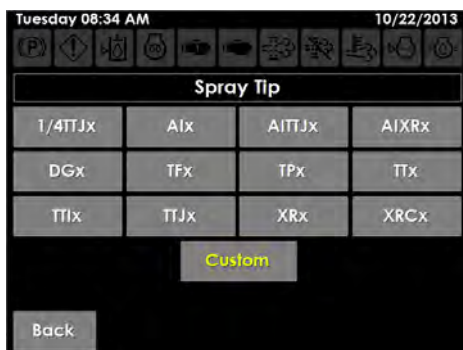 Tuesday 08:34 AM 10/22/2013
(P)
Spray Tip
1/4TTJx AIx AITTJx AIXRx
DGx TFx TPx TTx
TTIx TTJx XRx XRCx
Custom
Back